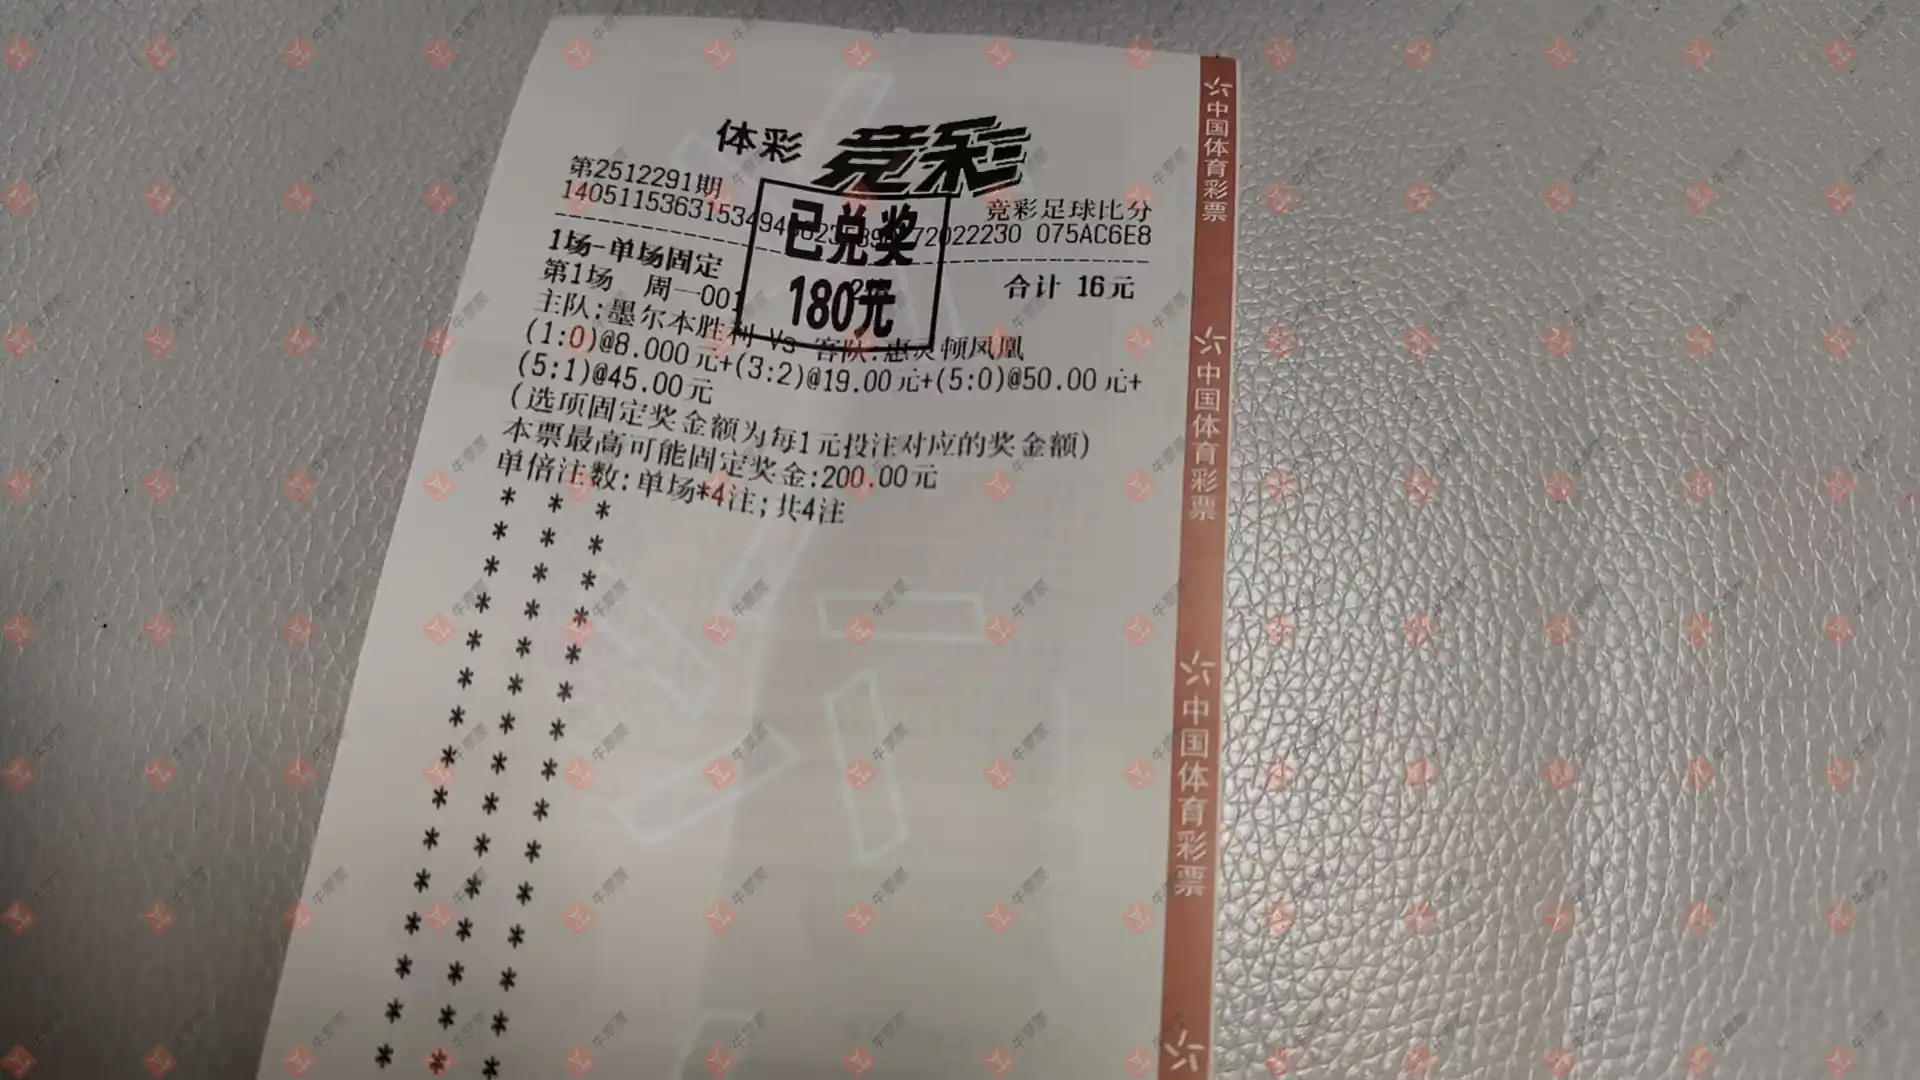 体彩 竞彩
第2512291期
竞彩足球比分
075AC6E8
已兑奖
180元
1场-单场固定
合计 16元
第1场 周一001
主队:墨尔本胜利 Vs 客队:惠灵顿凤凰
(1:0)@8.000元+(3:2)@19.00元+(5:0)@50.00元+
(5:1)@45.00元
(选项固定奖金额为每1元投注对应的奖金额)
本票最高可能固定奖金:200.00元
单倍注数:单场*4注;共4注
中国体育彩票
中国体育彩票
中国体育彩票